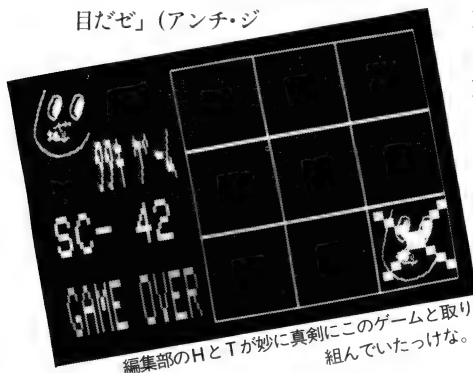 目だゼ」(アンチ・ジ
タタキ ゲーム
SC- 42
GAME OVER
編集部のHとTが妙に真剣にこのゲームと取り
組んでいたっけな。